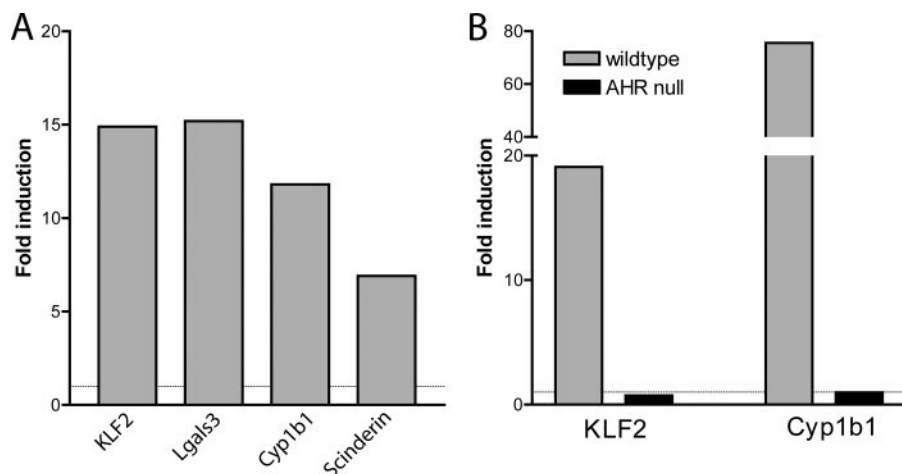 A
Fold induction
20
15
10
5
0
KLF2
Lgals3
Cyp1b1
Scinderin
B
Fold induction
80
60
40
20
10
0
wildtype
AHR null
KLF2
Cyp1b1